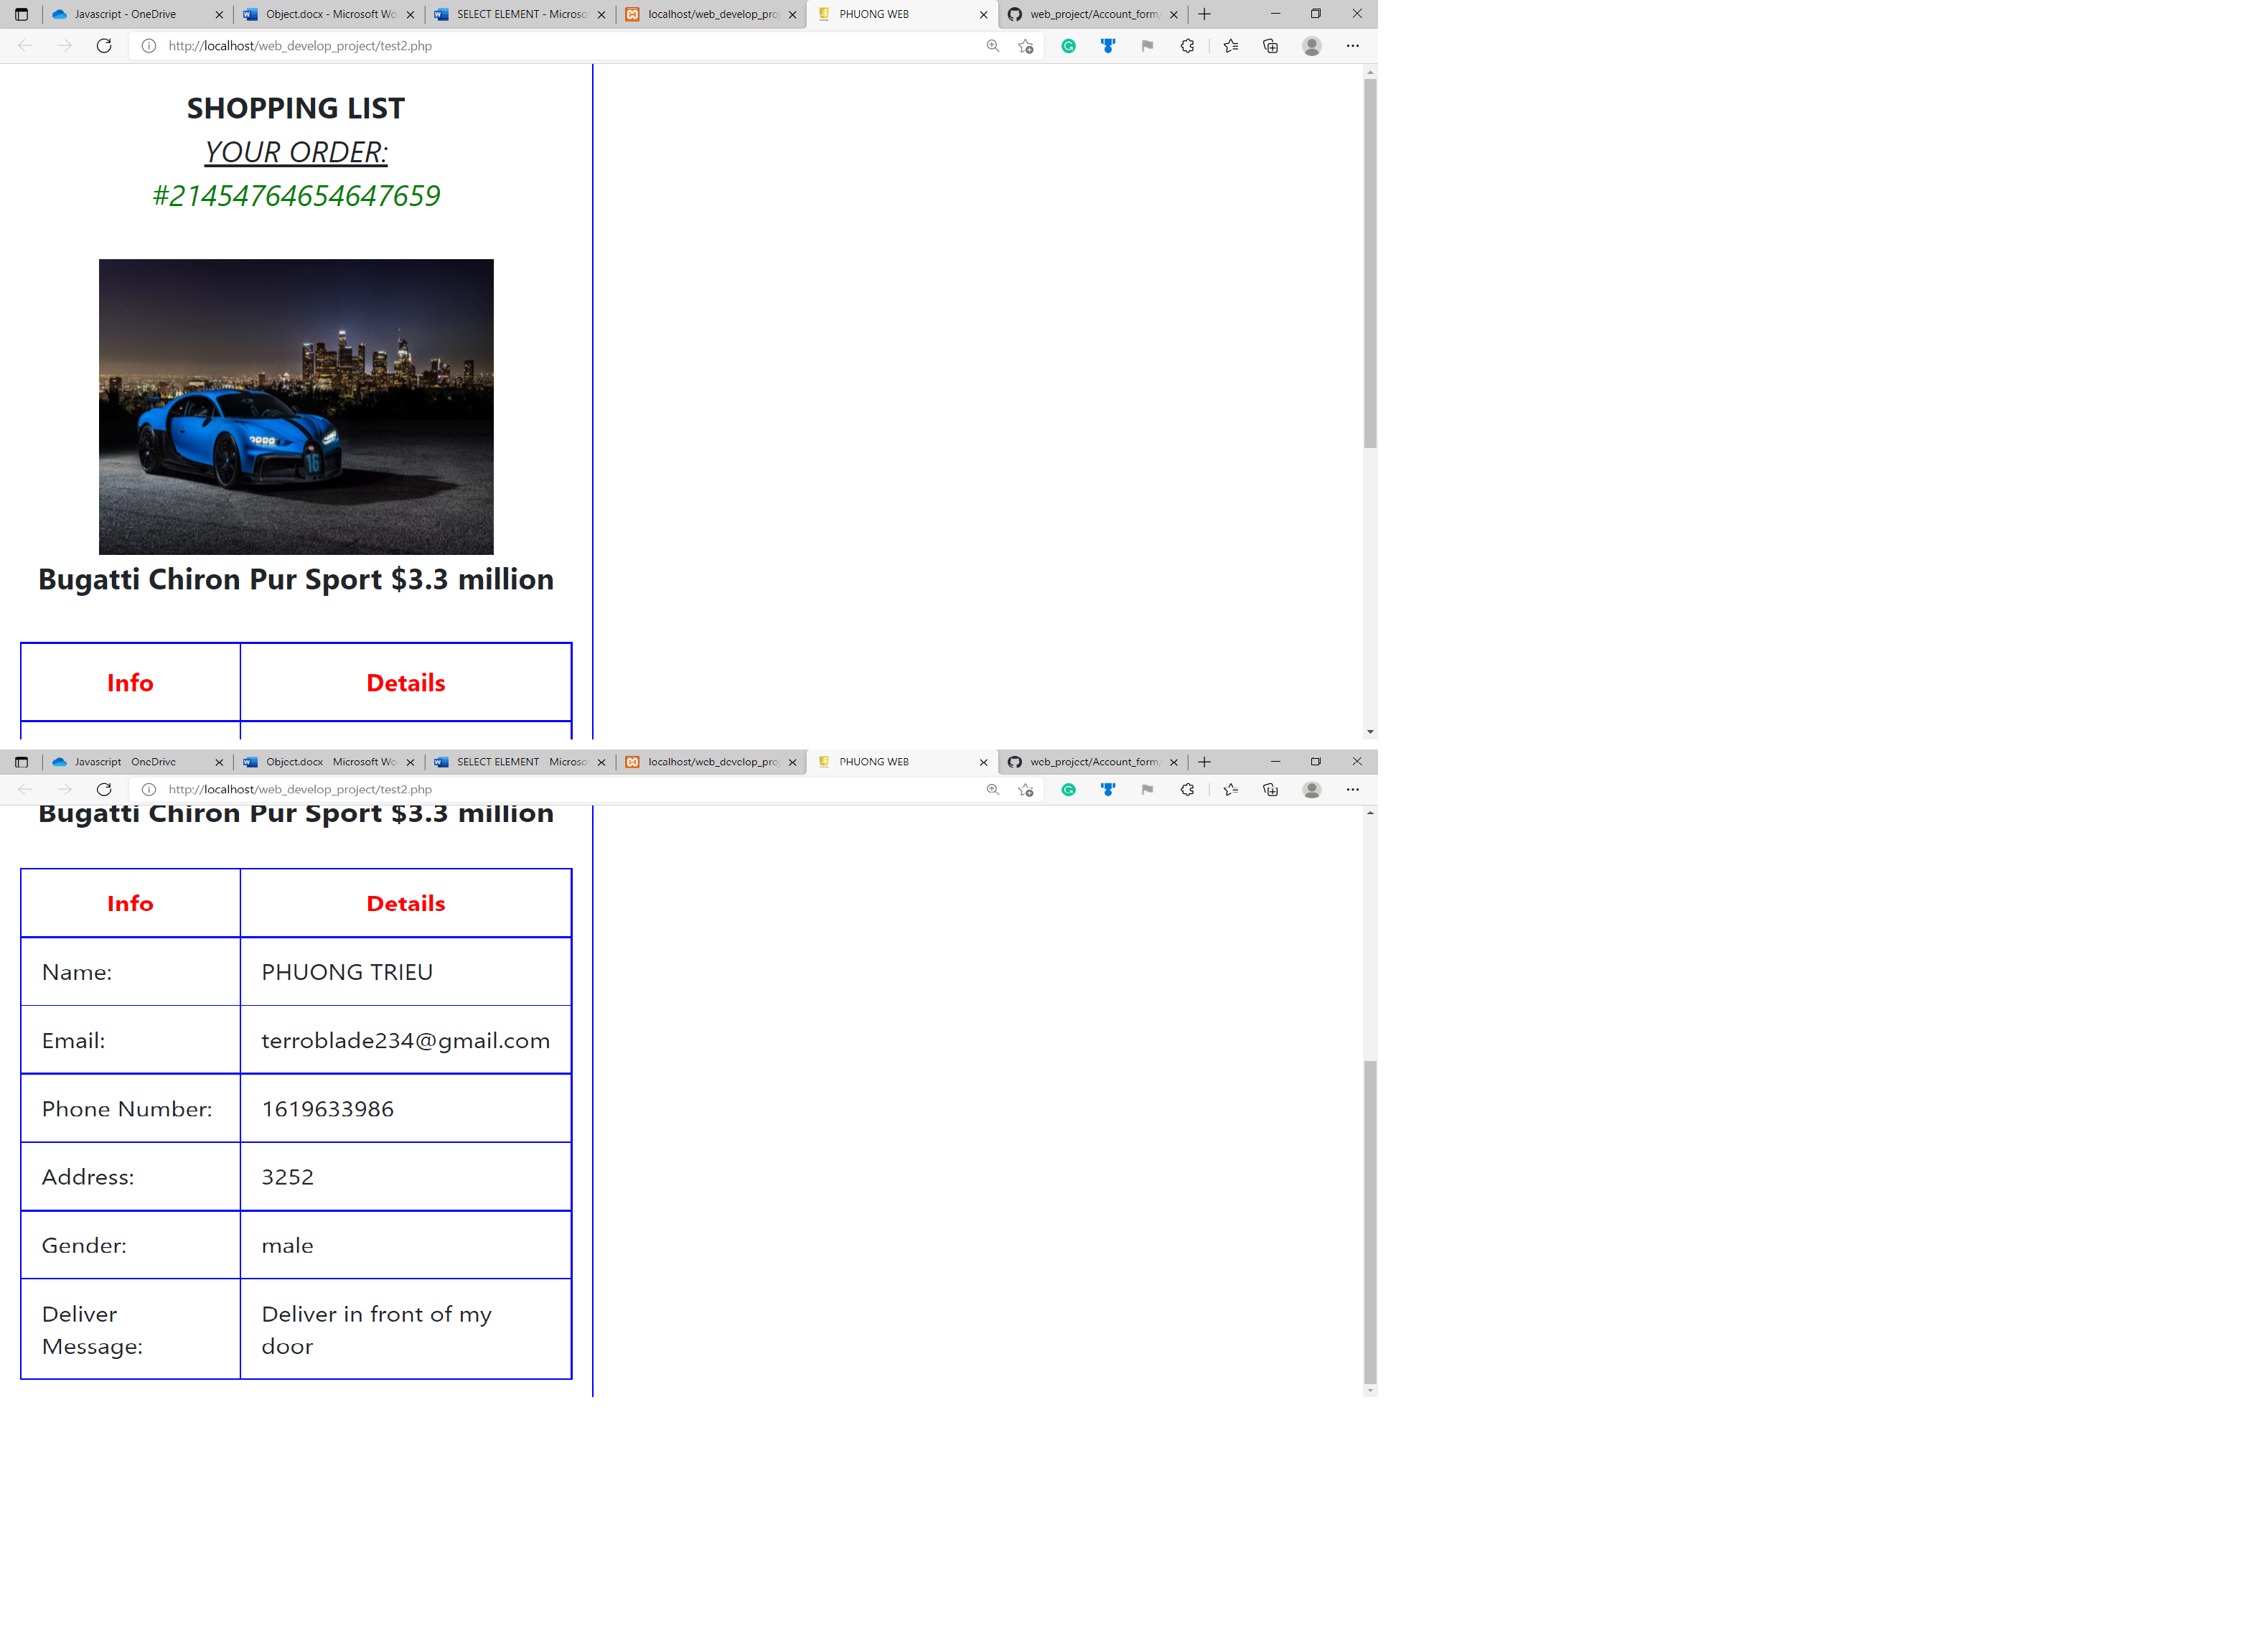 Javascript - OneDrive
Object.docx - Microsoft Wo
SELECT ELEMENT - Microso
localhost/web_develop_pro
PHUONG WEB
web_project/Account_form
http://localhost/web_develop_project/test2.php
SHOPPING LIST
YOUR ORDER:
#21454764654647659
16
Bugatti Chiron Pur Sport $3.3 million
Info Details
Javascript OneDrive
Object.docx Microsoft Wo
SELECT ELEMENT Microso
localhost/web_develop_pro
PHUONG WEB
web_project/Account_form
http://localhost/web_develop_project/test2.php
Bugatti Chiron Pur Sport $3.3 million
Info Details
Name: PHUONG TRIEU
Email: terroblade234@gmail.com
Phone Number: 1619633986
Address: 3252
Gender: male
Deliver Deliver in front of my
Message: door